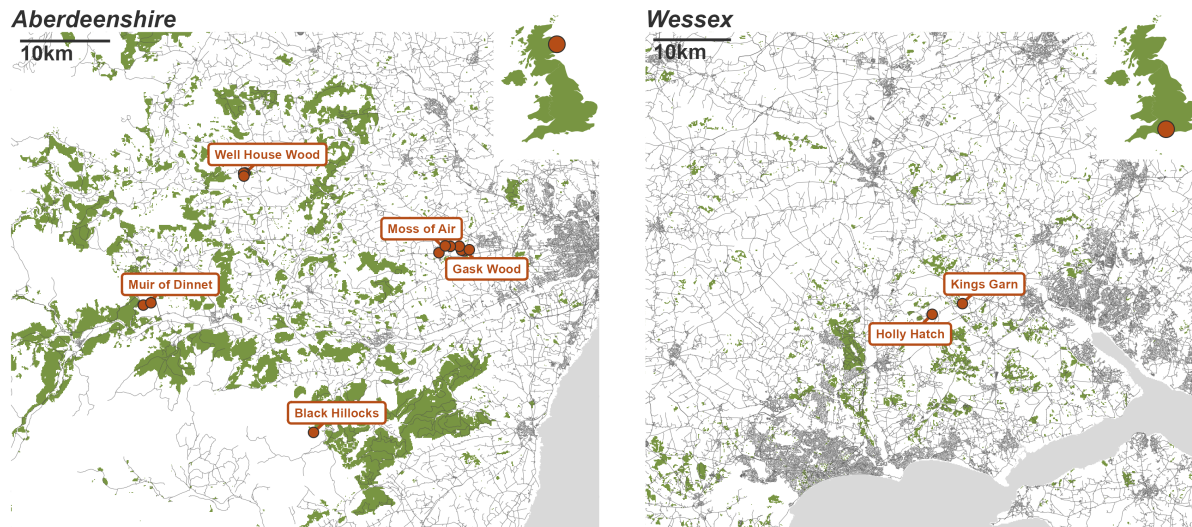 Aberdeenshire
10km
Well House Wood
Moss of Air
Gask Wood
Muir of Dinnet
Black Hillocks
Wessex
10km
Kings Garn
Holly Hatch